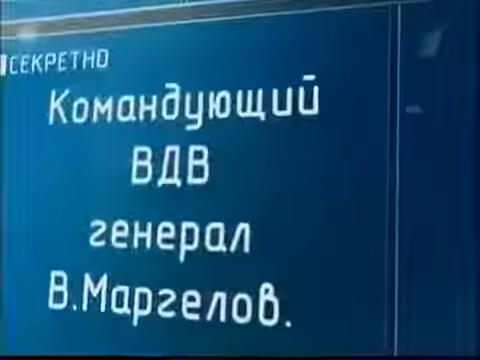 СЕКРЕТНО
Командующий
ВДВ
генерал
В.Маргелов.